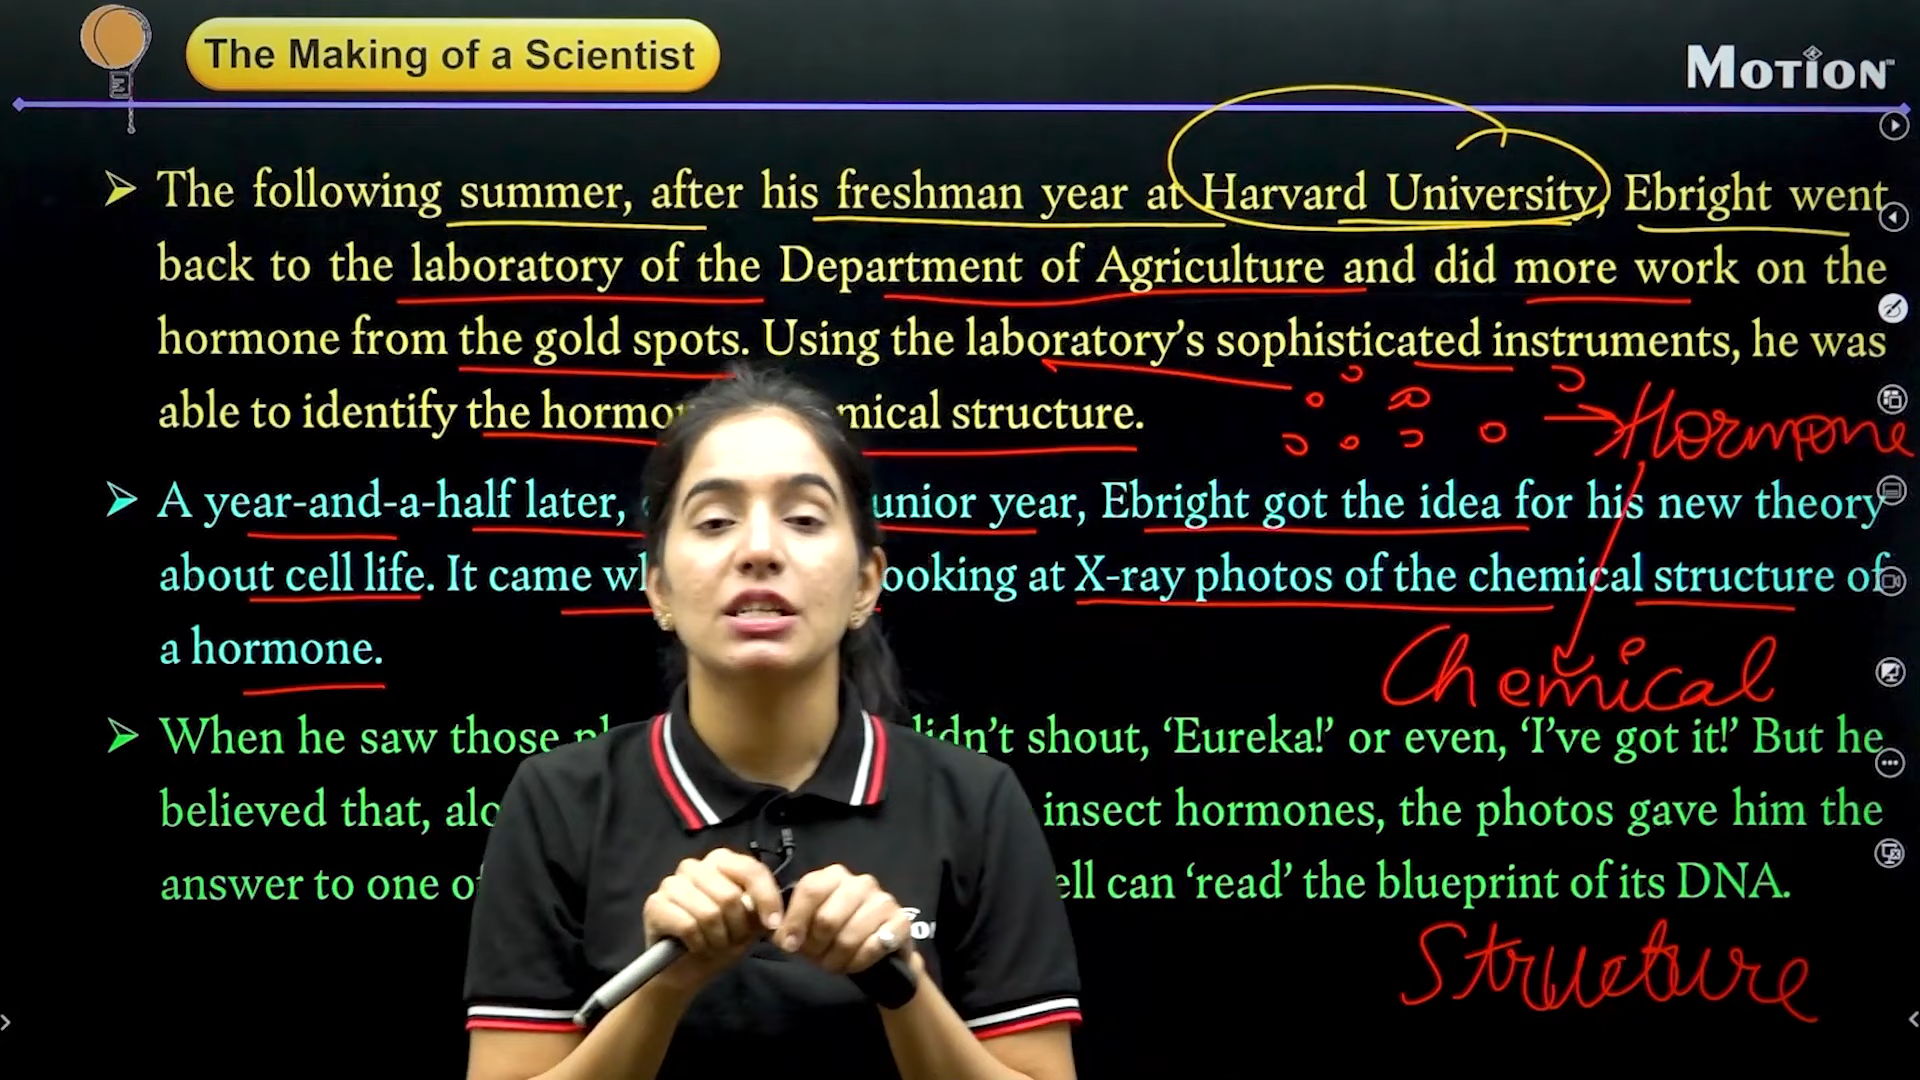 The Making of a Scientist
MOTION
The following summer, after his freshman year at Harvard University, Ebright went
back to the laboratory of the Department of Agriculture and did more work on the
hormone from the gold spots. Using the laboratory's sophisticated instruments, he was
able to identify the hormo mical structure.
Hormone
A year-and-a-half later, unior year, Ebright got the idea for his new theory
about cell life. It came wh ooking at X-ray photos of the chemical structure of
a hormone.
Chemical
When he saw those ph idn't shout, ‘Eureka!’ or even, ‘I've got it!’ But he
believed that, alo insect hormones, the photos gave him the
answer to one o ell can ‘read’ the blueprint of its DNA.
Structure